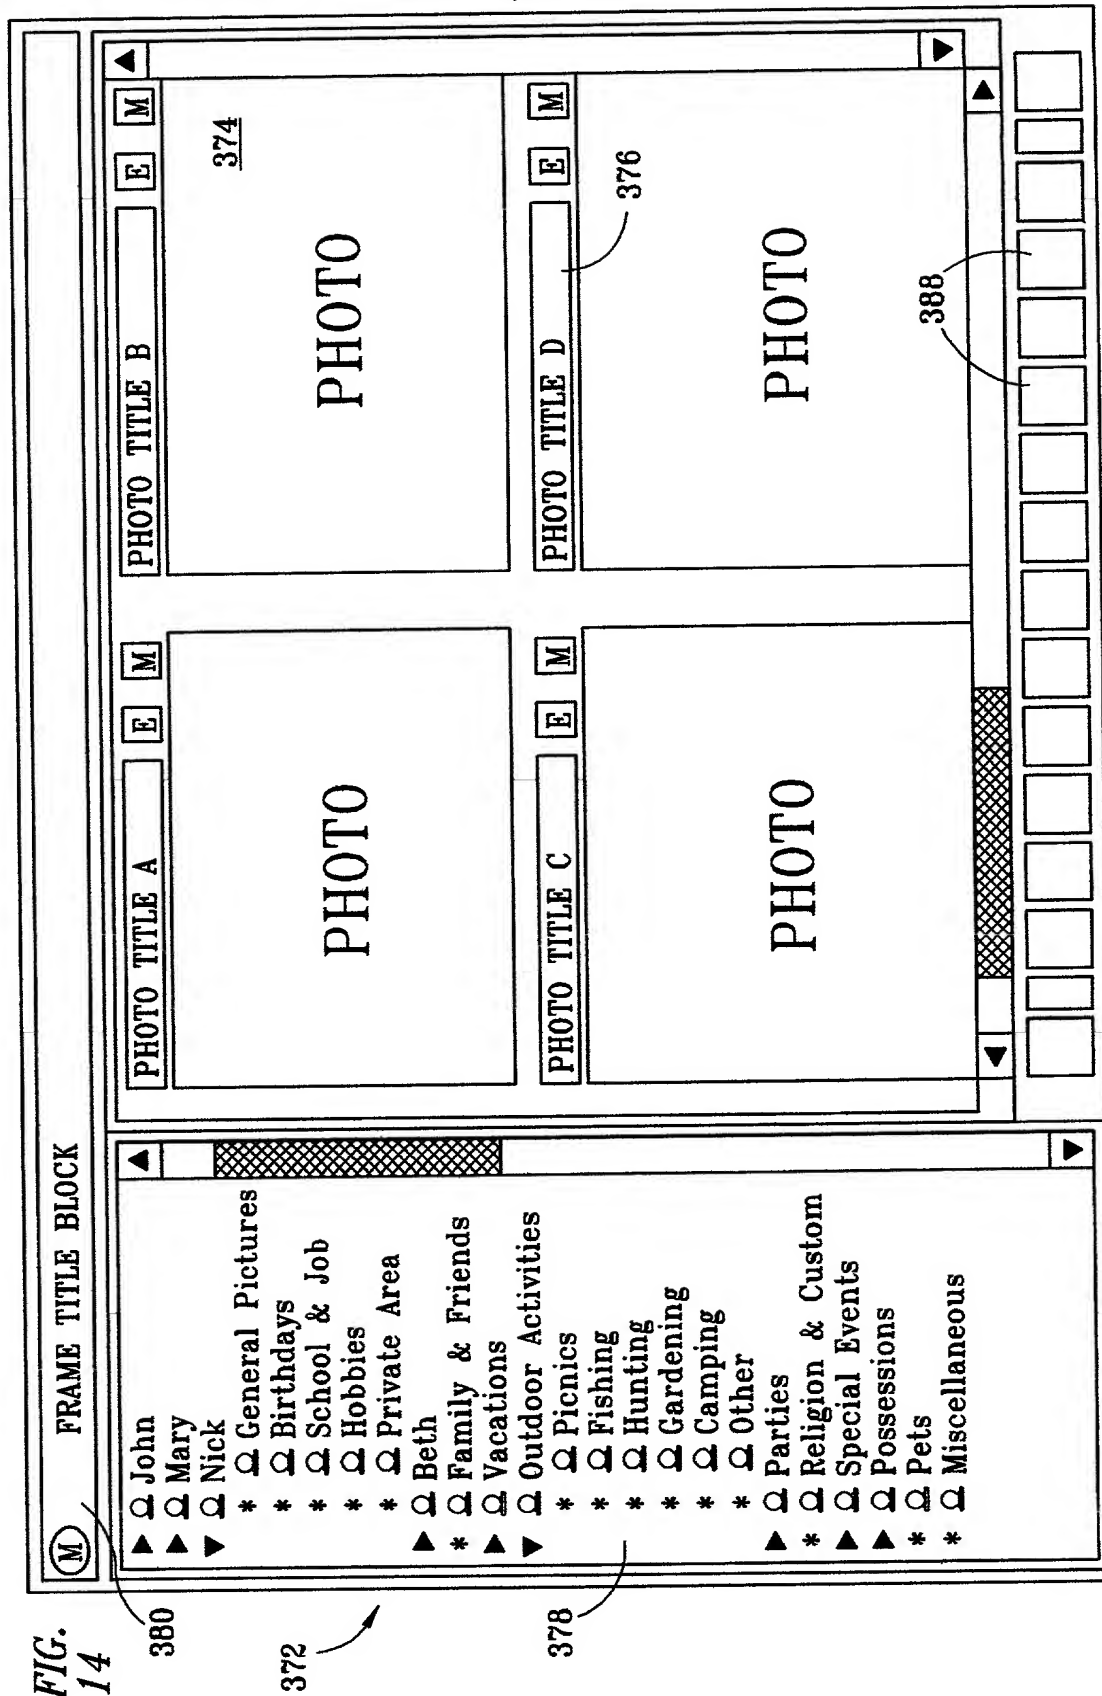 FIG.
14
380
372
378
M FRAME TITLE BLOCK
▶ Ω John
▶ Ω Mary
▼ Ω Nick
* Ω General Pictures
* Ω Birthdays
* Ω School & Job
* Ω Hobbies
* Ω Private Area
▶ Ω Beth
* Ω Family & Friends
▶ Ω Vacations
▼ Ω Outdoor Activities
* Ω Picnics
* Ω Fishing
* Ω Hunting
* Ω Gardening
* Ω Camping
* Ω Other
▶ Ω Parties
* Ω Religion & Custom
▶ Ω Special Events
▶ Ω Possessions
* Ω Pets
* Ω Miscellaneous
PHOTO TITLE A E M
PHOTO
PHOTO TITLE B E M
374
PHOTO
PHOTO TITLE C E M
PHOTO
PHOTO TITLE D E M
376
PHOTO
388